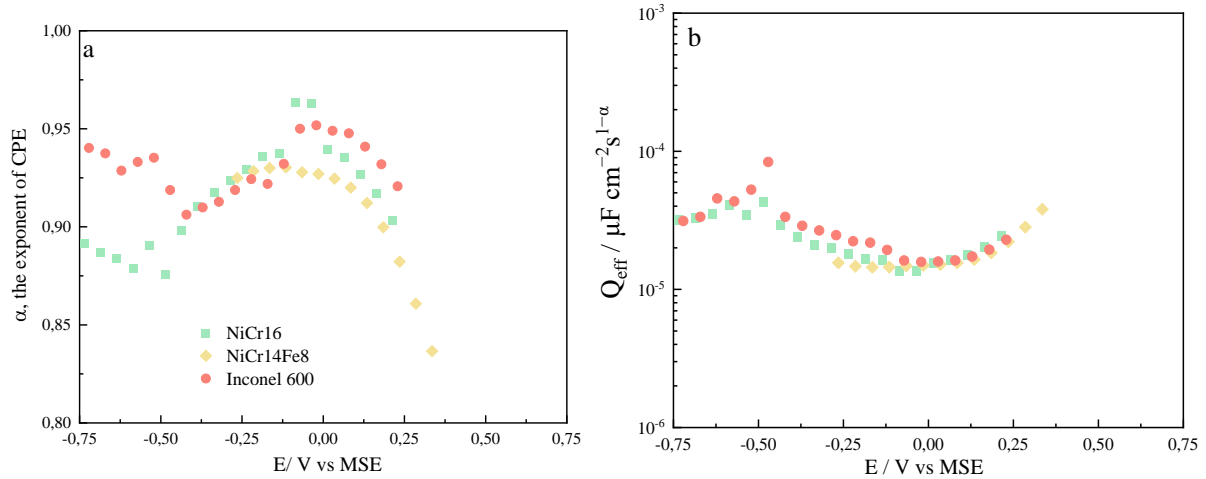 a
1,00
0,95
0,90
0,85
0,80
α, the exponent of CPE
NiCr16
NiCr14Fe8
Inconel 600
-0,75 -0,50 -0,25 0,00 0,25 0,50 0,75
E/ V vs MSE
b
10⁻³
10⁻⁴
10⁻⁵
10⁻⁶
Q_eff / μF cm⁻²s¹⁻ᵅ
-0,75 -0,50 -0,25 0,00 0,25 0,50 0,75
E / V vs MSE